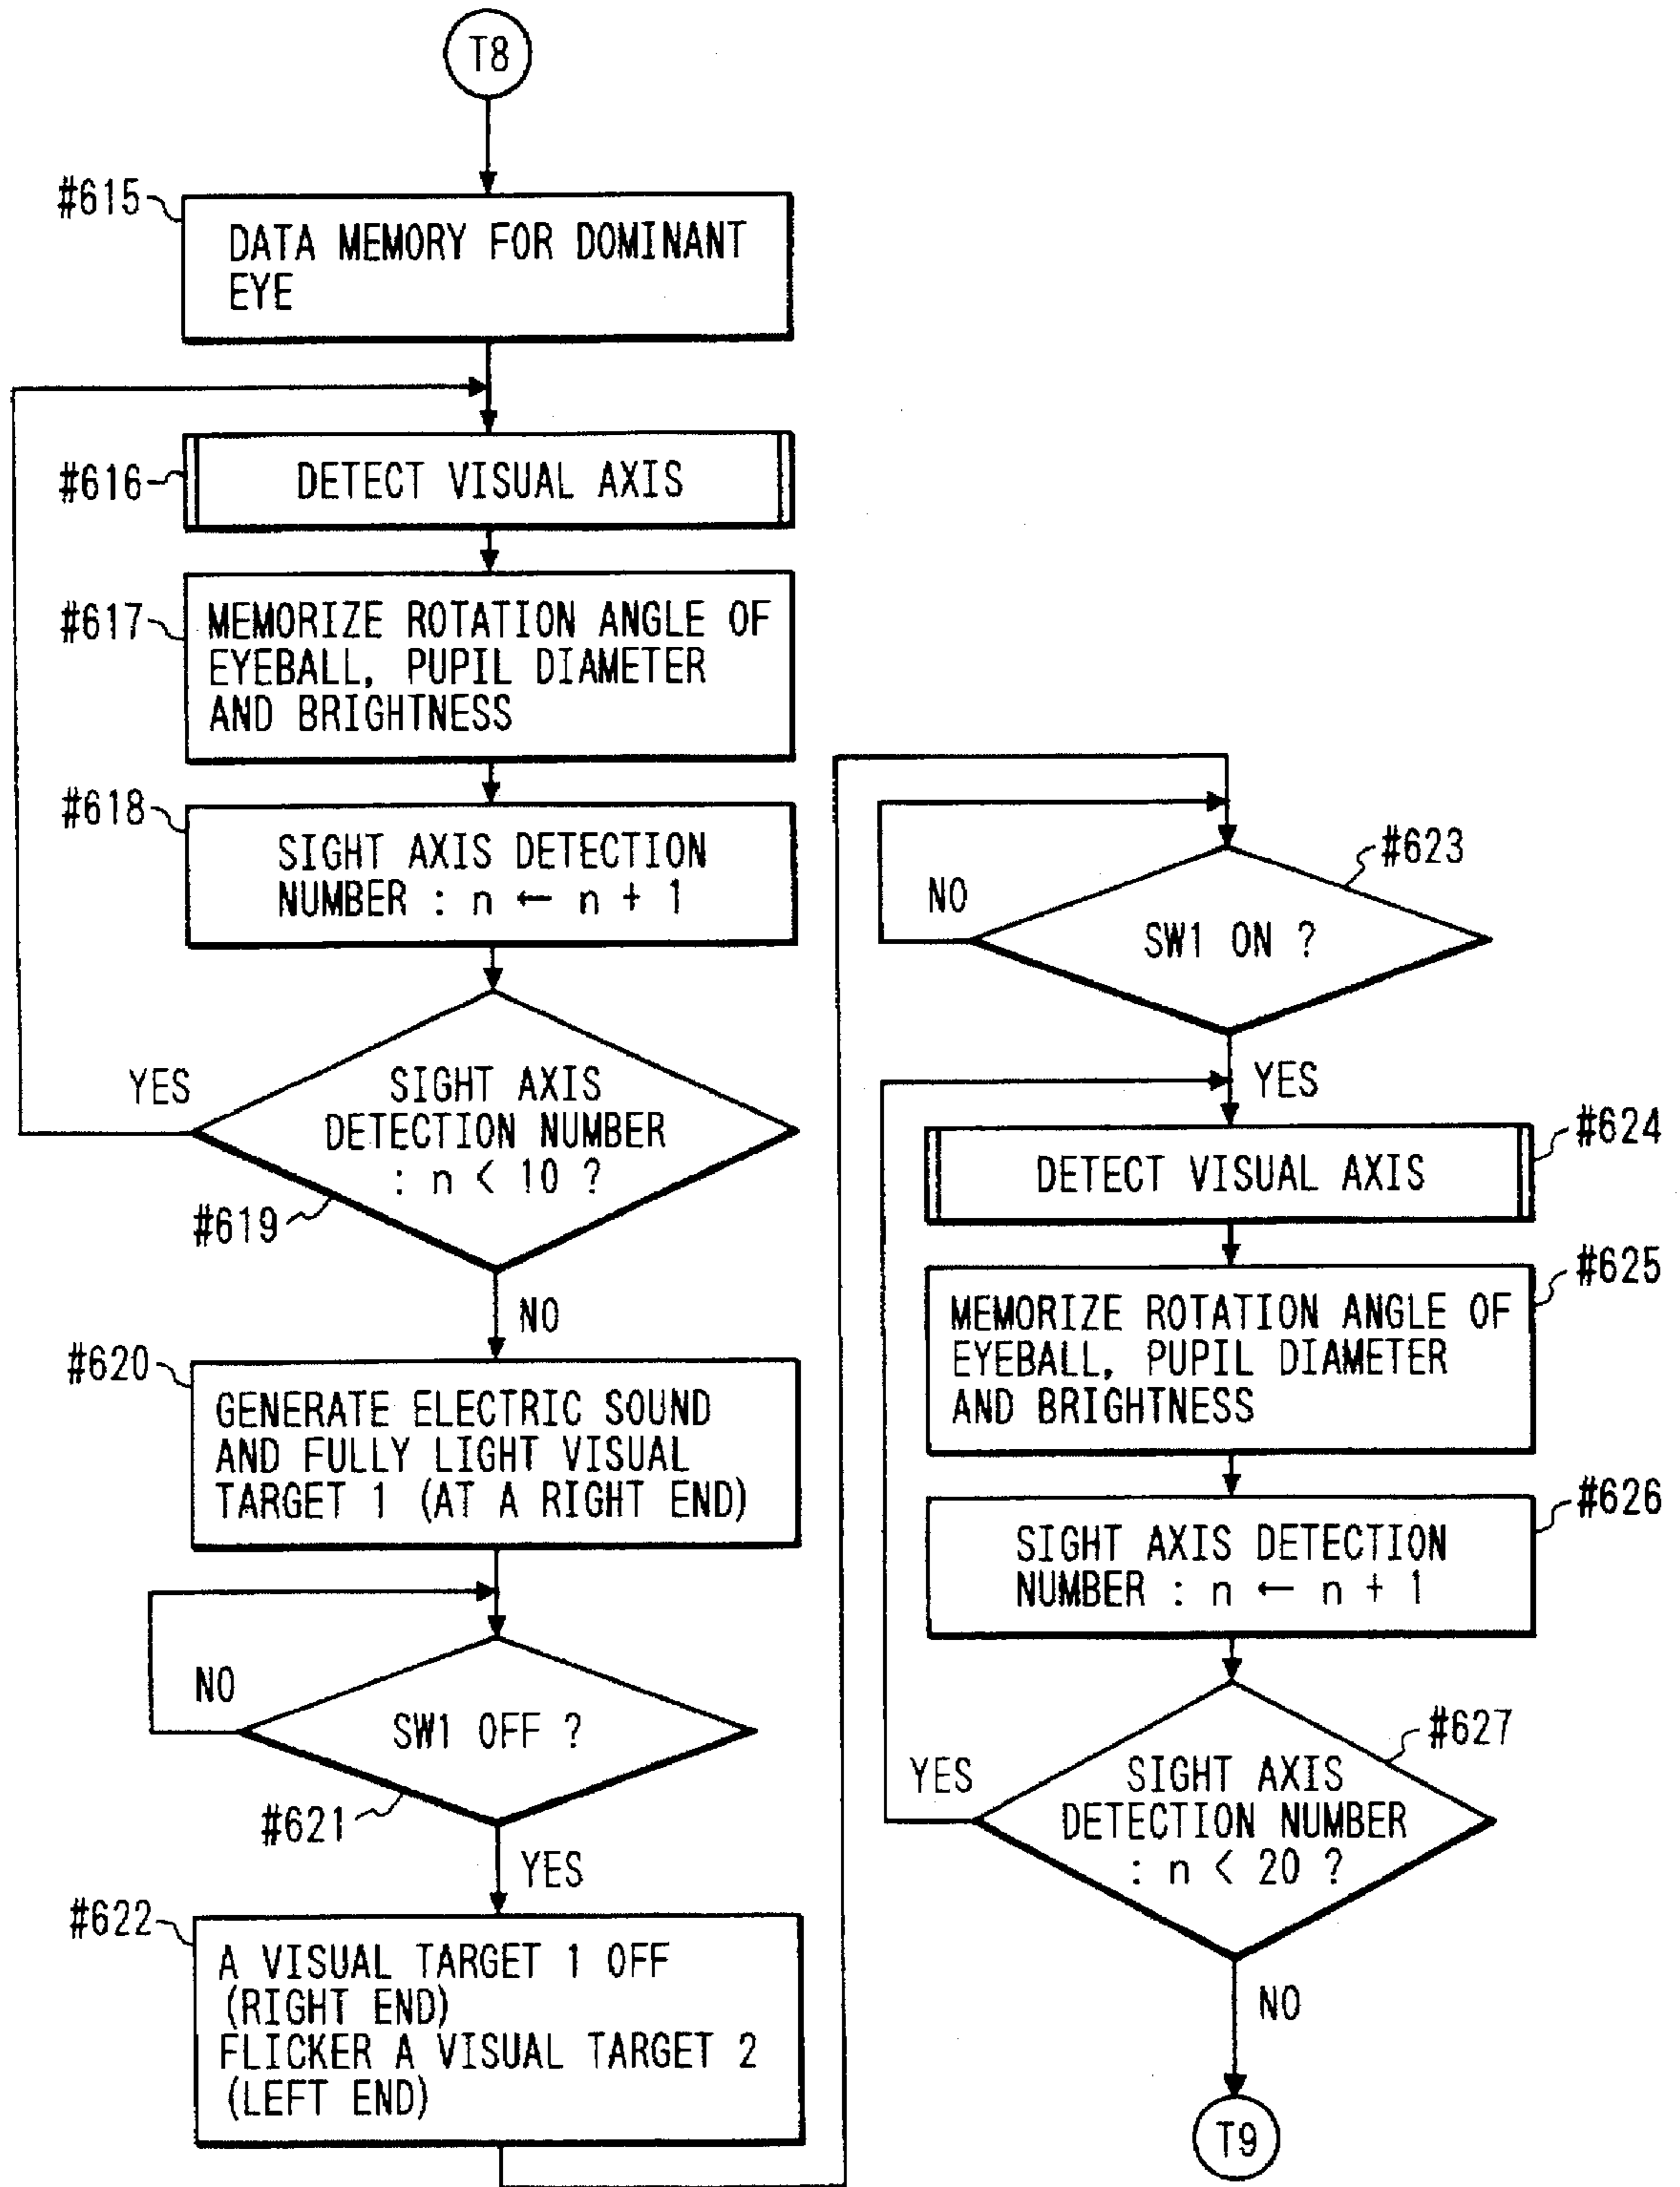 T8
#615
DATA MEMORY FOR DOMINANT
EYE
#616
DETECT VISUAL AXIS
#617
MEMORIZE ROTATION ANGLE OF
EYEBALL, PUPIL DIAMETER
AND BRIGHTNESS
#618
SIGHT AXIS DETECTION
NUMBER : n ← n + 1
YES
SIGHT AXIS
DETECTION NUMBER
: n < 10 ?
#619
NO
#620
GENERATE ELECTRIC SOUND
AND FULLY LIGHT VISUAL
TARGET 1 (AT A RIGHT END)
NO
SW1 OFF ?
#621
YES
#622
A VISUAL TARGET 1 OFF
(RIGHT END)
FLICKER A VISUAL TARGET 2
(LEFT END)
#623
NO
SW1 ON ?
YES
#624
DETECT VISUAL AXIS
#625
MEMORIZE ROTATION ANGLE OF
EYEBALL, PUPIL DIAMETER
AND BRIGHTNESS
#626
SIGHT AXIS DETECTION
NUMBER : n ← n + 1
#627
YES
SIGHT AXIS
DETECTION NUMBER
: n < 20 ?
NO
T9